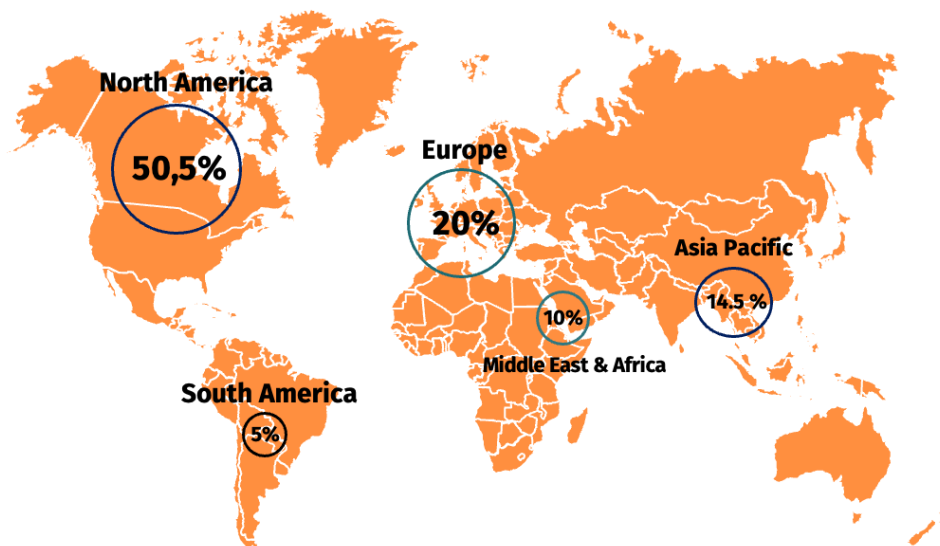 North America
50,5%
Europe
20%
Asia Pacific
14.5 %
10%
Middle East & Africa
South America
5%